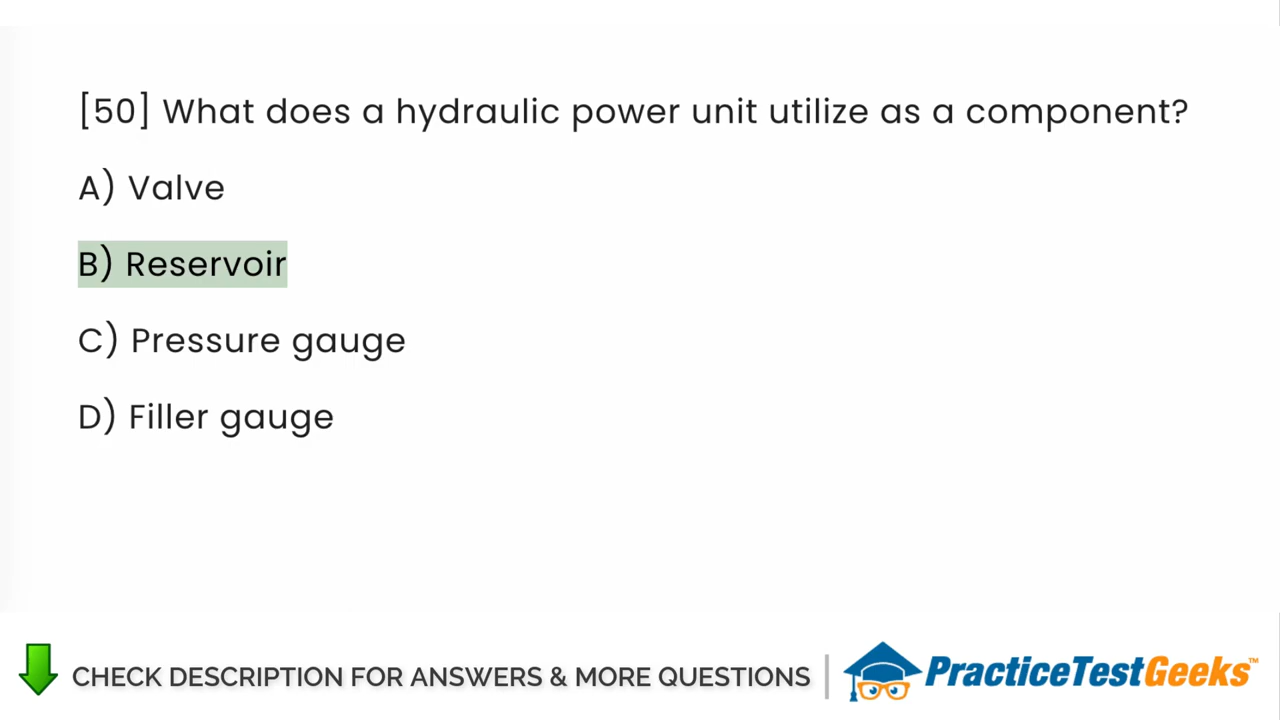 [50] What does a hydraulic power unit utilize as a component?
A) Valve
B) Reservoir
C) Pressure gauge
D) Filler gauge
CHECK DESCRIPTION FOR ANSWERS & MORE QUESTIONS
PracticeTestGeeks™